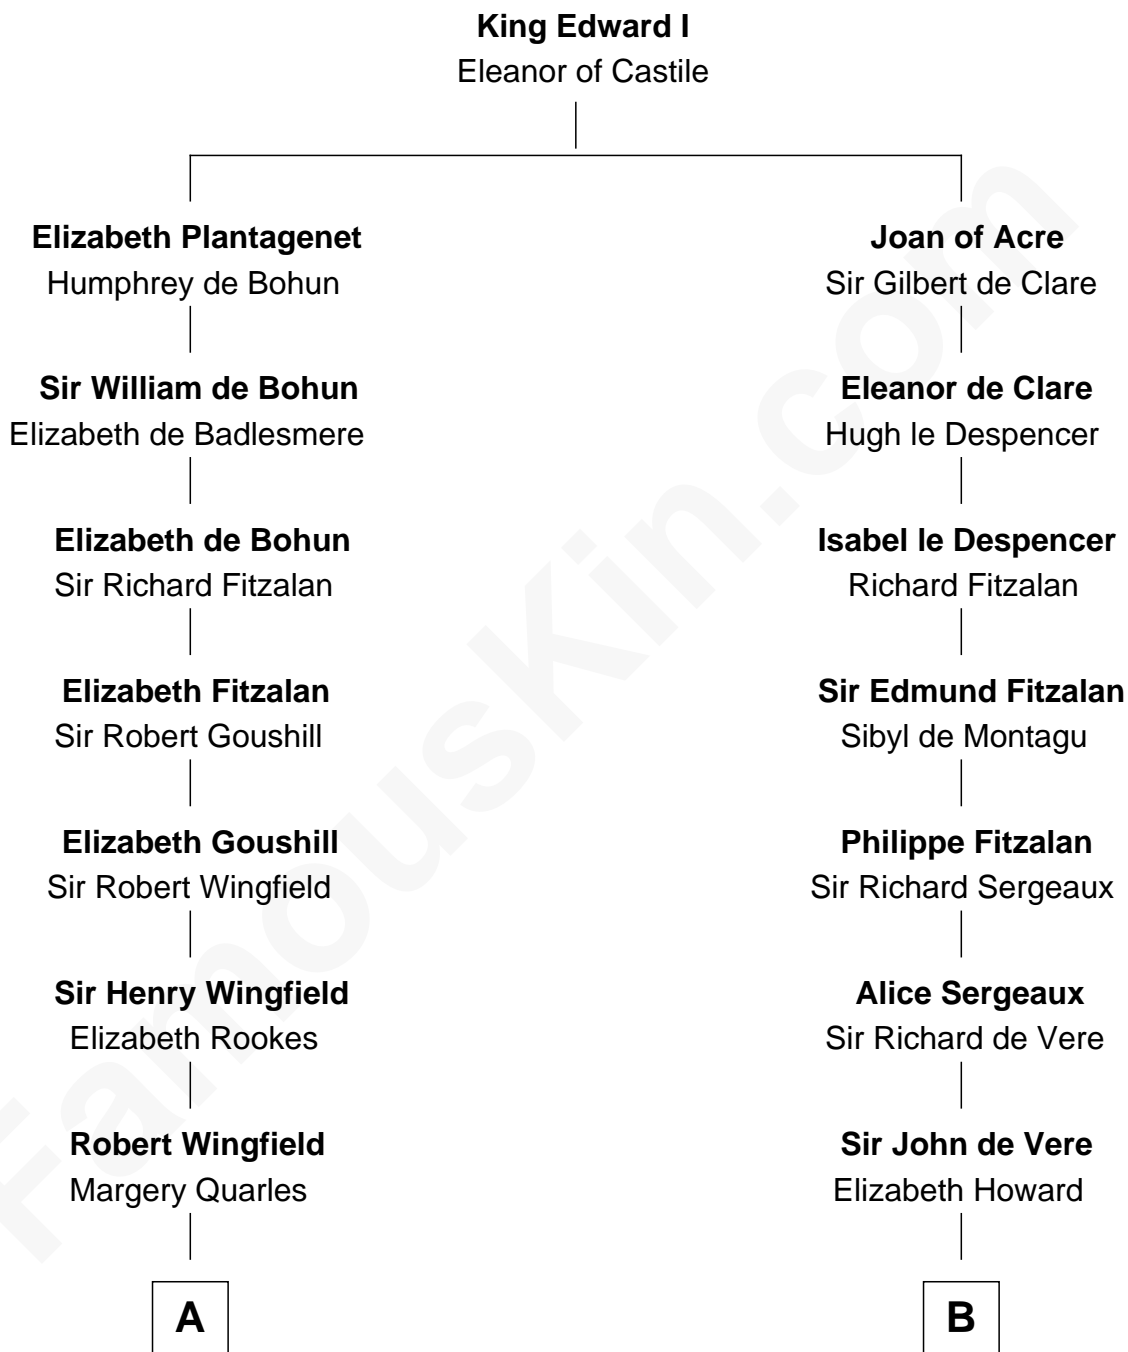 King Edward I
Eleanor of Castile
Elizabeth Plantagenet
Humphrey de Bohun
Joan of Acre
Sir Gilbert de Clare
Sir William de Bohun
Elizabeth de Badlesmere
Eleanor de Clare
Hugh le Despencer
Elizabeth de Bohun
Sir Richard Fitzalan
Isabel le Despencer
Richard Fitzalan
Elizabeth Fitzalan
Sir Robert Goushill
Sir Edmund Fitzalan
Sibyl de Montagu
Elizabeth Goushill
Sir Robert Wingfield
Philippe Fitzalan
Sir Richard Sergeaux
Sir Henry Wingfield
Elizabeth Rookes
Alice Sergeaux
Sir Richard de Vere
Robert Wingfield
Margery Quarles
Sir John de Vere
Elizabeth Howard
A
B
FamousKin.com